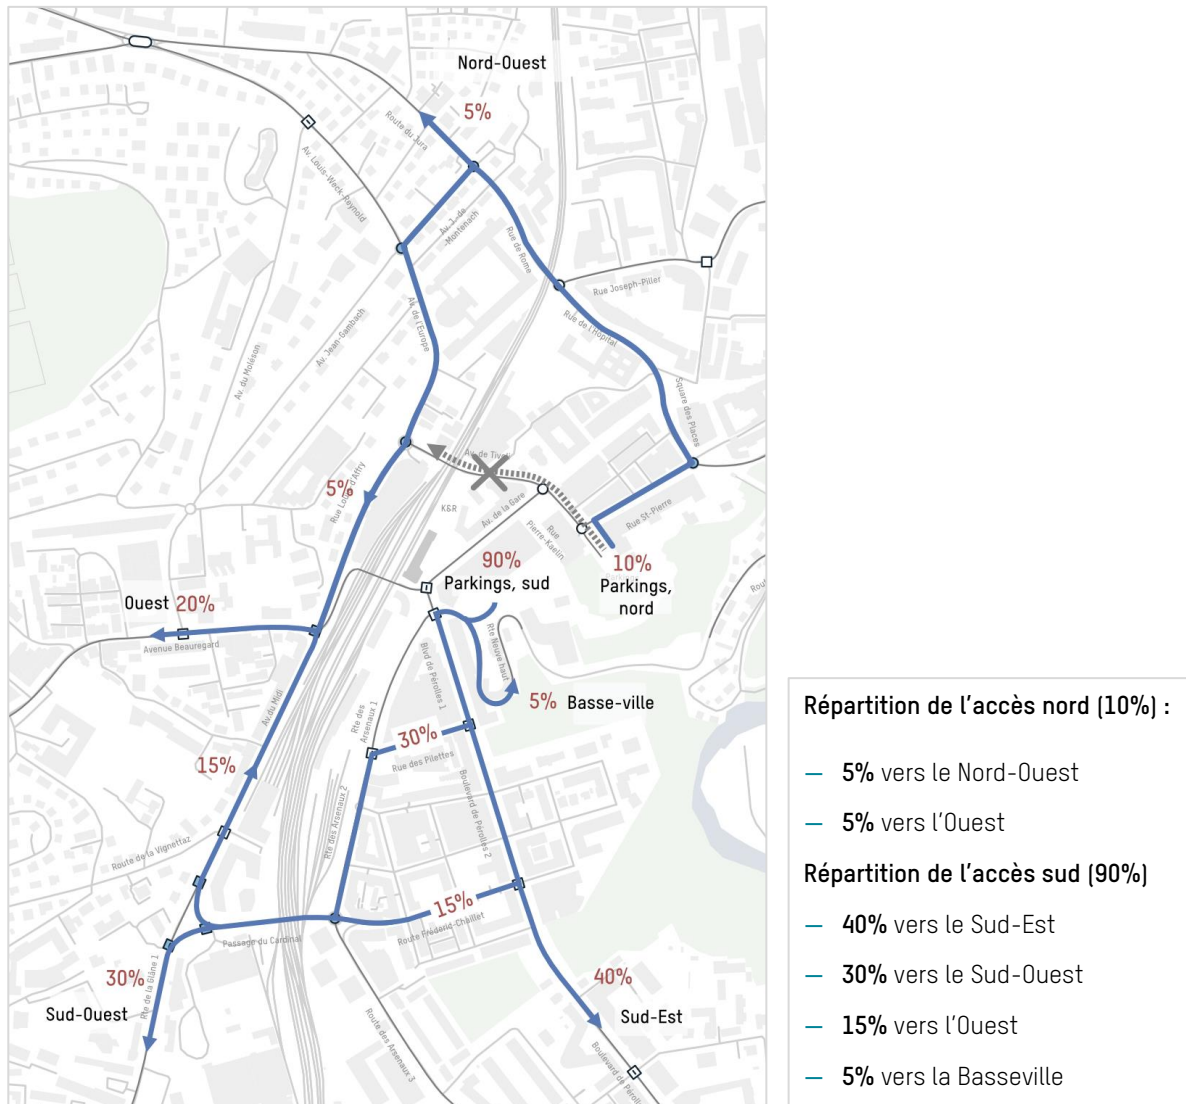 Nord-Ouest
5%
Route du Jura
Av. Louis-Weck-Reynold
Av. 1.-de
-Montenach
Rue de Rome
Rue Joseph-Piller
Rue de l'Hôpital
Av. de l'Europe
Av. Jean-Gambach
Av. du Moléson
Square des Places
Av. de Tivoli
5%
Rue Louis-d'Affry
K&R
Av. de la Gare
Rue
Pierre-Kaelin
Rue St-Pierre
90%
Parkings, sud
10%
Parkings,
nord
Ouest 20%
Avenue Beauregard
Rte Neuve haut
Blvd de Pérolles 1
5% Basse-ville
Av. du Midi
Rte des
Arsenaux 1
30%
Rue des Pilettes
15%
Boulevard de Pérolles 2
Rte des Arsenaux 2
Route de la Vignettaz
15%
Route Frédéric-Chaillet
Passage du Cardinal
30%
Rte de la Glâne 1
Sud-Ouest
40%
Sud-Est
Route des Arsenaux 3
Boulevard de Pérolles
Répartition de l'accès nord (10%) :
— 5% vers le Nord-Ouest
— 5% vers l'Ouest
Répartition de l'accès sud (90%)
— 40% vers le Sud-Est
— 30% vers le Sud-Ouest
— 15% vers l'Ouest
— 5% vers la Basseville